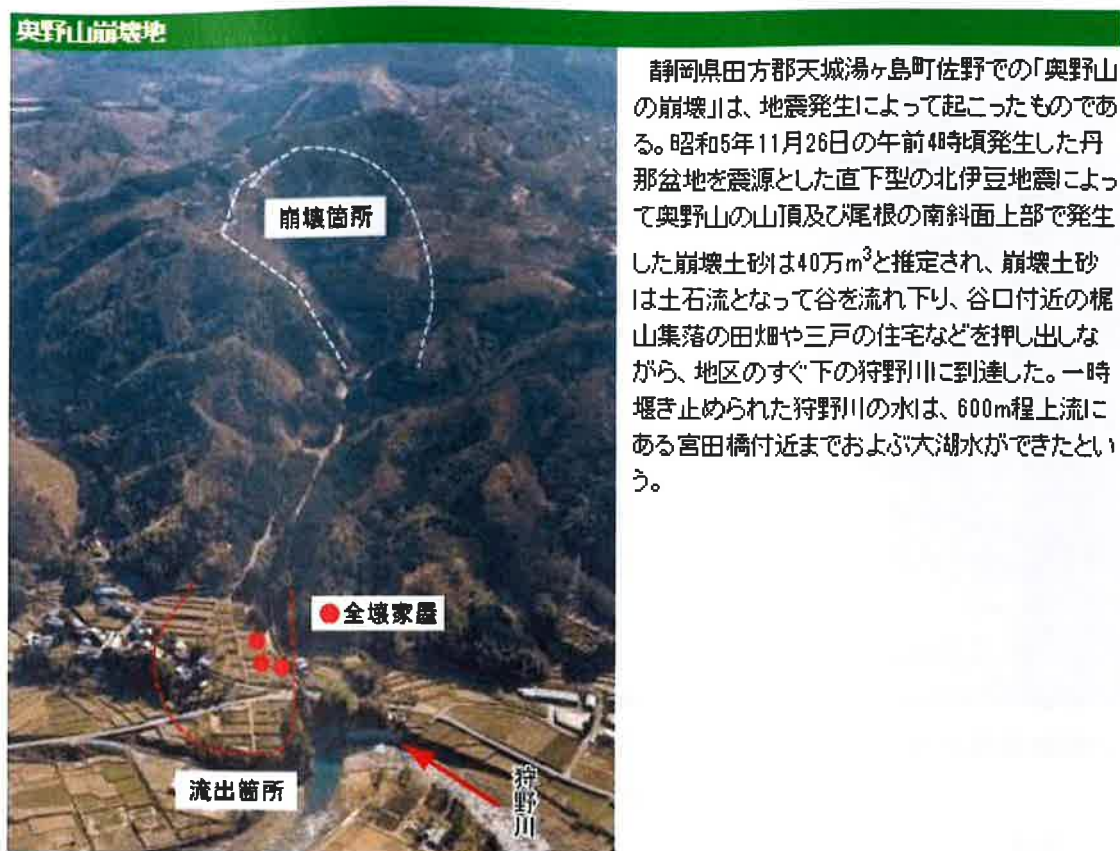 奥野山崩壊地
静岡県田方郡天城湯ヶ島町佐野での「奥野山
の崩壊」は、地震発生によって起こったものであ
る。昭和5年11月26日の午前4時頃発生した丹
那盆地を震源とした直下型の北伊豆地震によっ
て奥野山の山頂及び尾根の南斜面上部で発生
した崩壊土砂は40万m³と推定され、崩壊土砂
は土石流となって谷を流れ下り、谷口付近の梶
山集落の田畑や三戸の住宅などを押し出しな
がら、地区のすぐ下の狩野川に到達した。一時
堰き止められた狩野川の水は、600m程上流に
ある宮田橋付近までおよぶ大湖水ができたとい
う。
崩壊箇所
●全壊家屋
流出箇所
狩野川